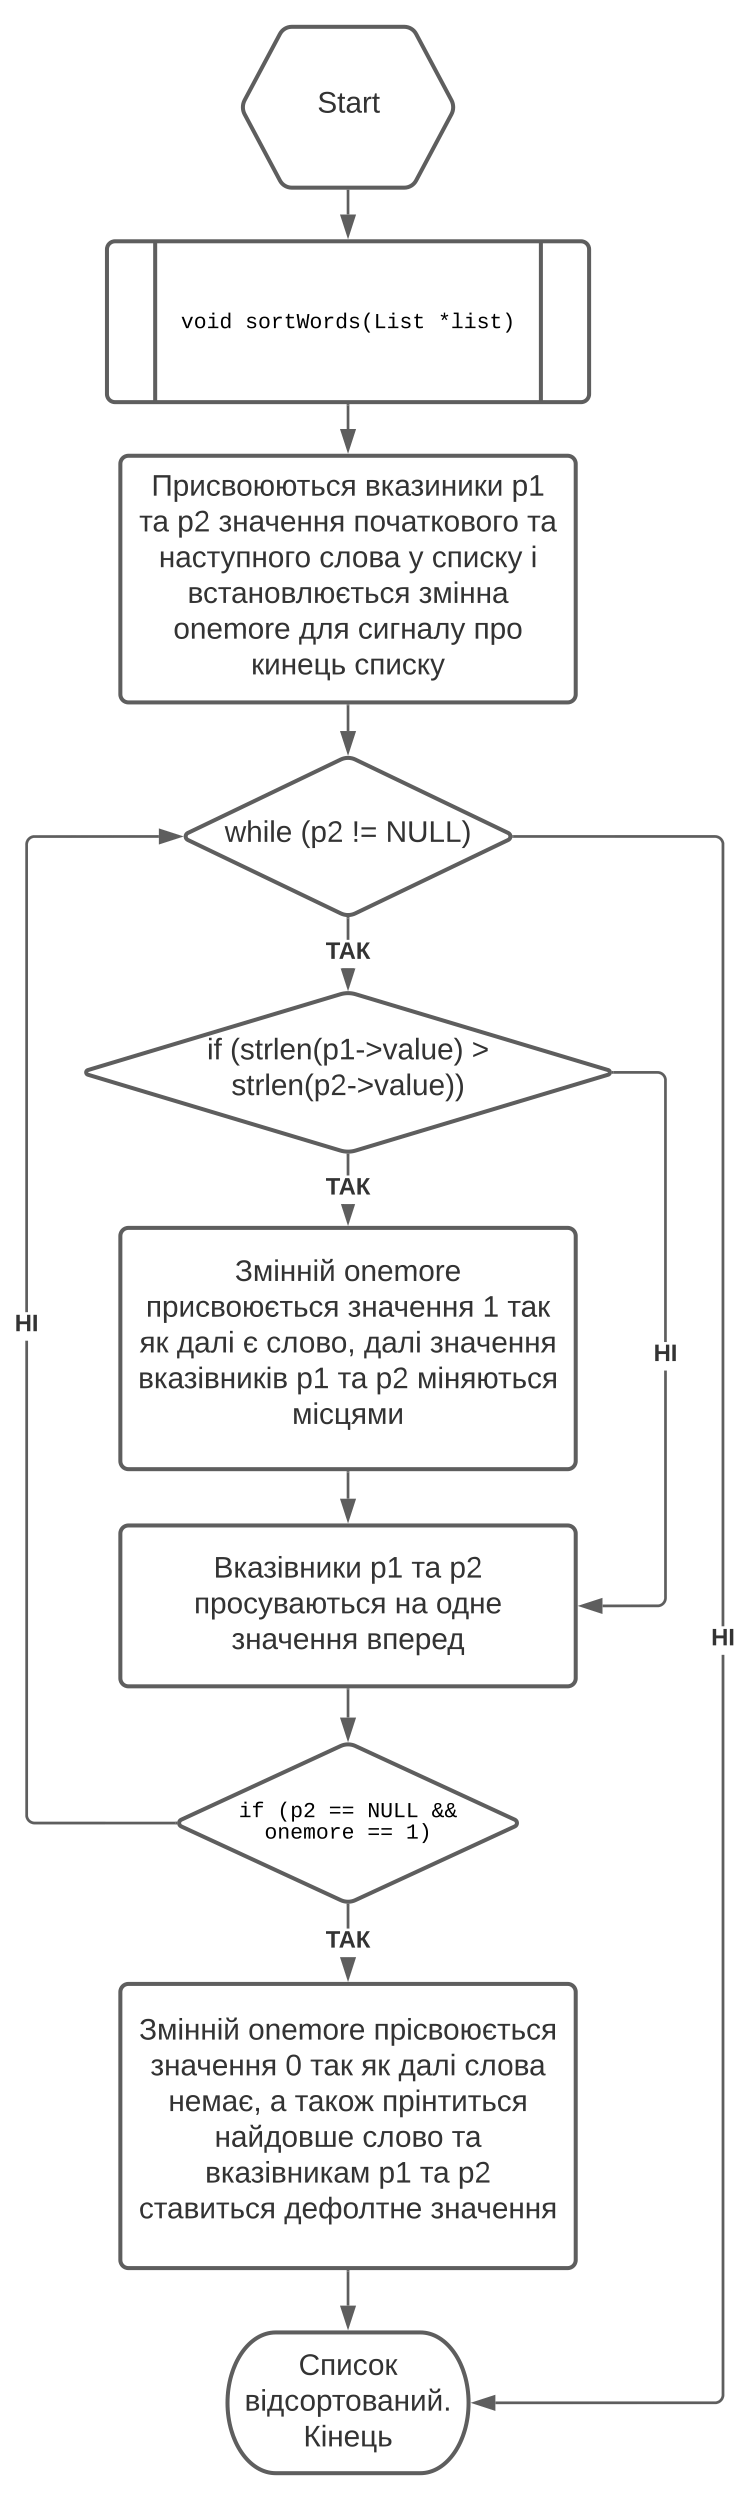 Start
void sortWords(List *list)
Присвоюються вказиники p1
та p2 значення початкового та
наступного слова у списку і
встановлюється змінна
onemore для сигналу про
кинець списку
while (p2 != NULL)
ТАК
if (strlen(p1->value) >
strlen(p2->value))
ТАК
Змінній onemore
присвоюється значення 1 так
як далі є слово, далі значення
вказівників p1 та p2 міняються
місцями
НІ
НІ
Вказівники p1 та p2
просуваються на одне
значення вперед
НІ
if (p2 == NULL &&
onemore == 1)
ТАК
Змінній onemore прісвоюється
значення 0 так як далі слова
немає, а також прінтиться
найдовше слово та
вказівникам p1 та p2
ставиться дефолтне значення
Список
відсортований.
Кінець